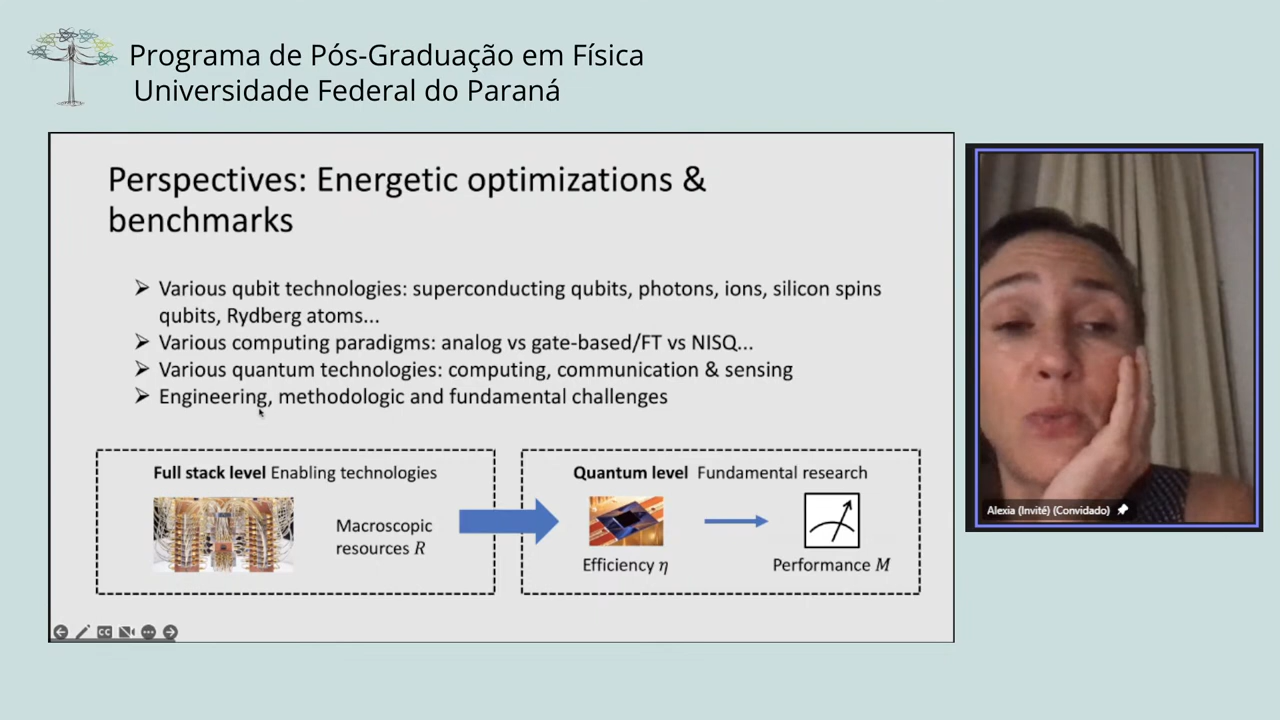 Programa de Pós-Graduação em Física
Universidade Federal do Paraná
Perspectives: Energetic optimizations &
benchmarks
➢ Various qubit technologies: superconducting qubits, photons, ions, silicon spins
qubits, Rydberg atoms...
➢ Various computing paradigms: analog vs gate-based/FT vs NISQ...
➢ Various quantum technologies: computing, communication & sensing
➢ Engineering, methodologic and fundamental challenges
Full stack level Enabling technologies
Macroscopic
resources R
Quantum level Fundamental research
Efficiency η
Performance M
CC
Alexia (Invité) (Convidado)